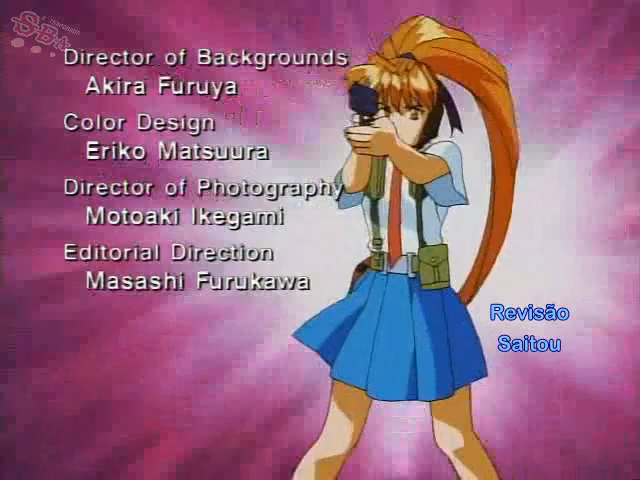 Director of Backgrounds
Akira Furuya
Color Design
Eriko Matsuura
Director of Photography
Motoaki Ikegami
Editorial Direction
Masashi Furukawa
Revisão
Saitou